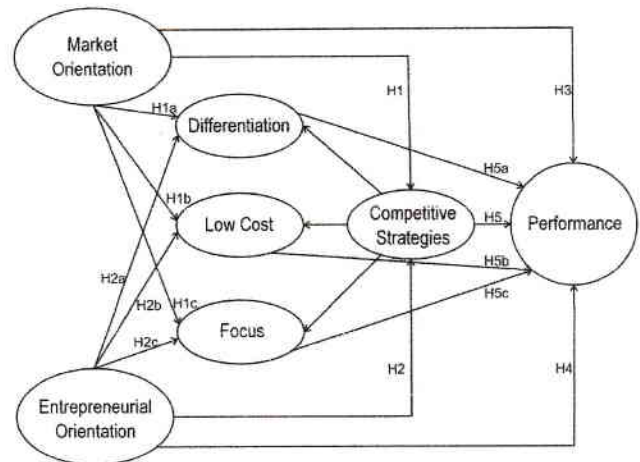 Market
Orientation
H1
H3
H1a
Differentiation
H5a
H1b
Low Cost
Competitive
Strategies
H5
Performance
H2a
H2b
H1c
H5b
H5c
Focus
H2c
H2
H4
Entrepreneurial
Orientation